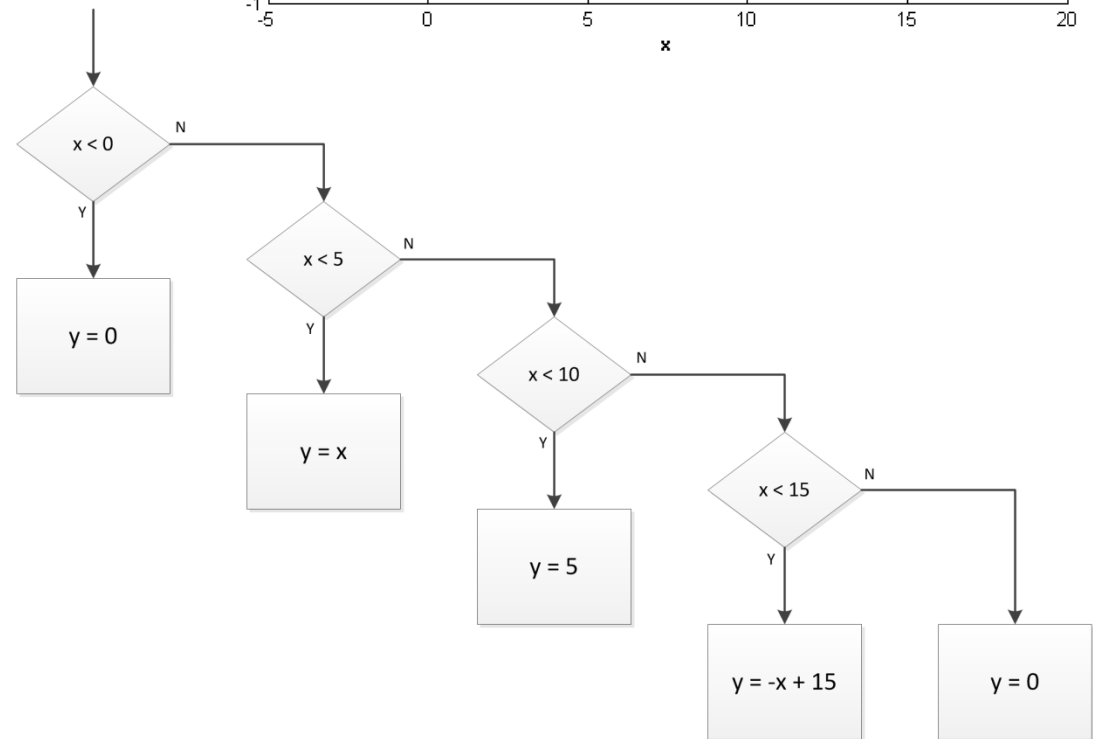 -1
-5 0 5 10 15 20
x
x < 0
N
Y
y = 0
x < 5
N
Y
y = x
x < 10
N
Y
y = 5
x < 15
N
Y
y = -x + 15
y = 0